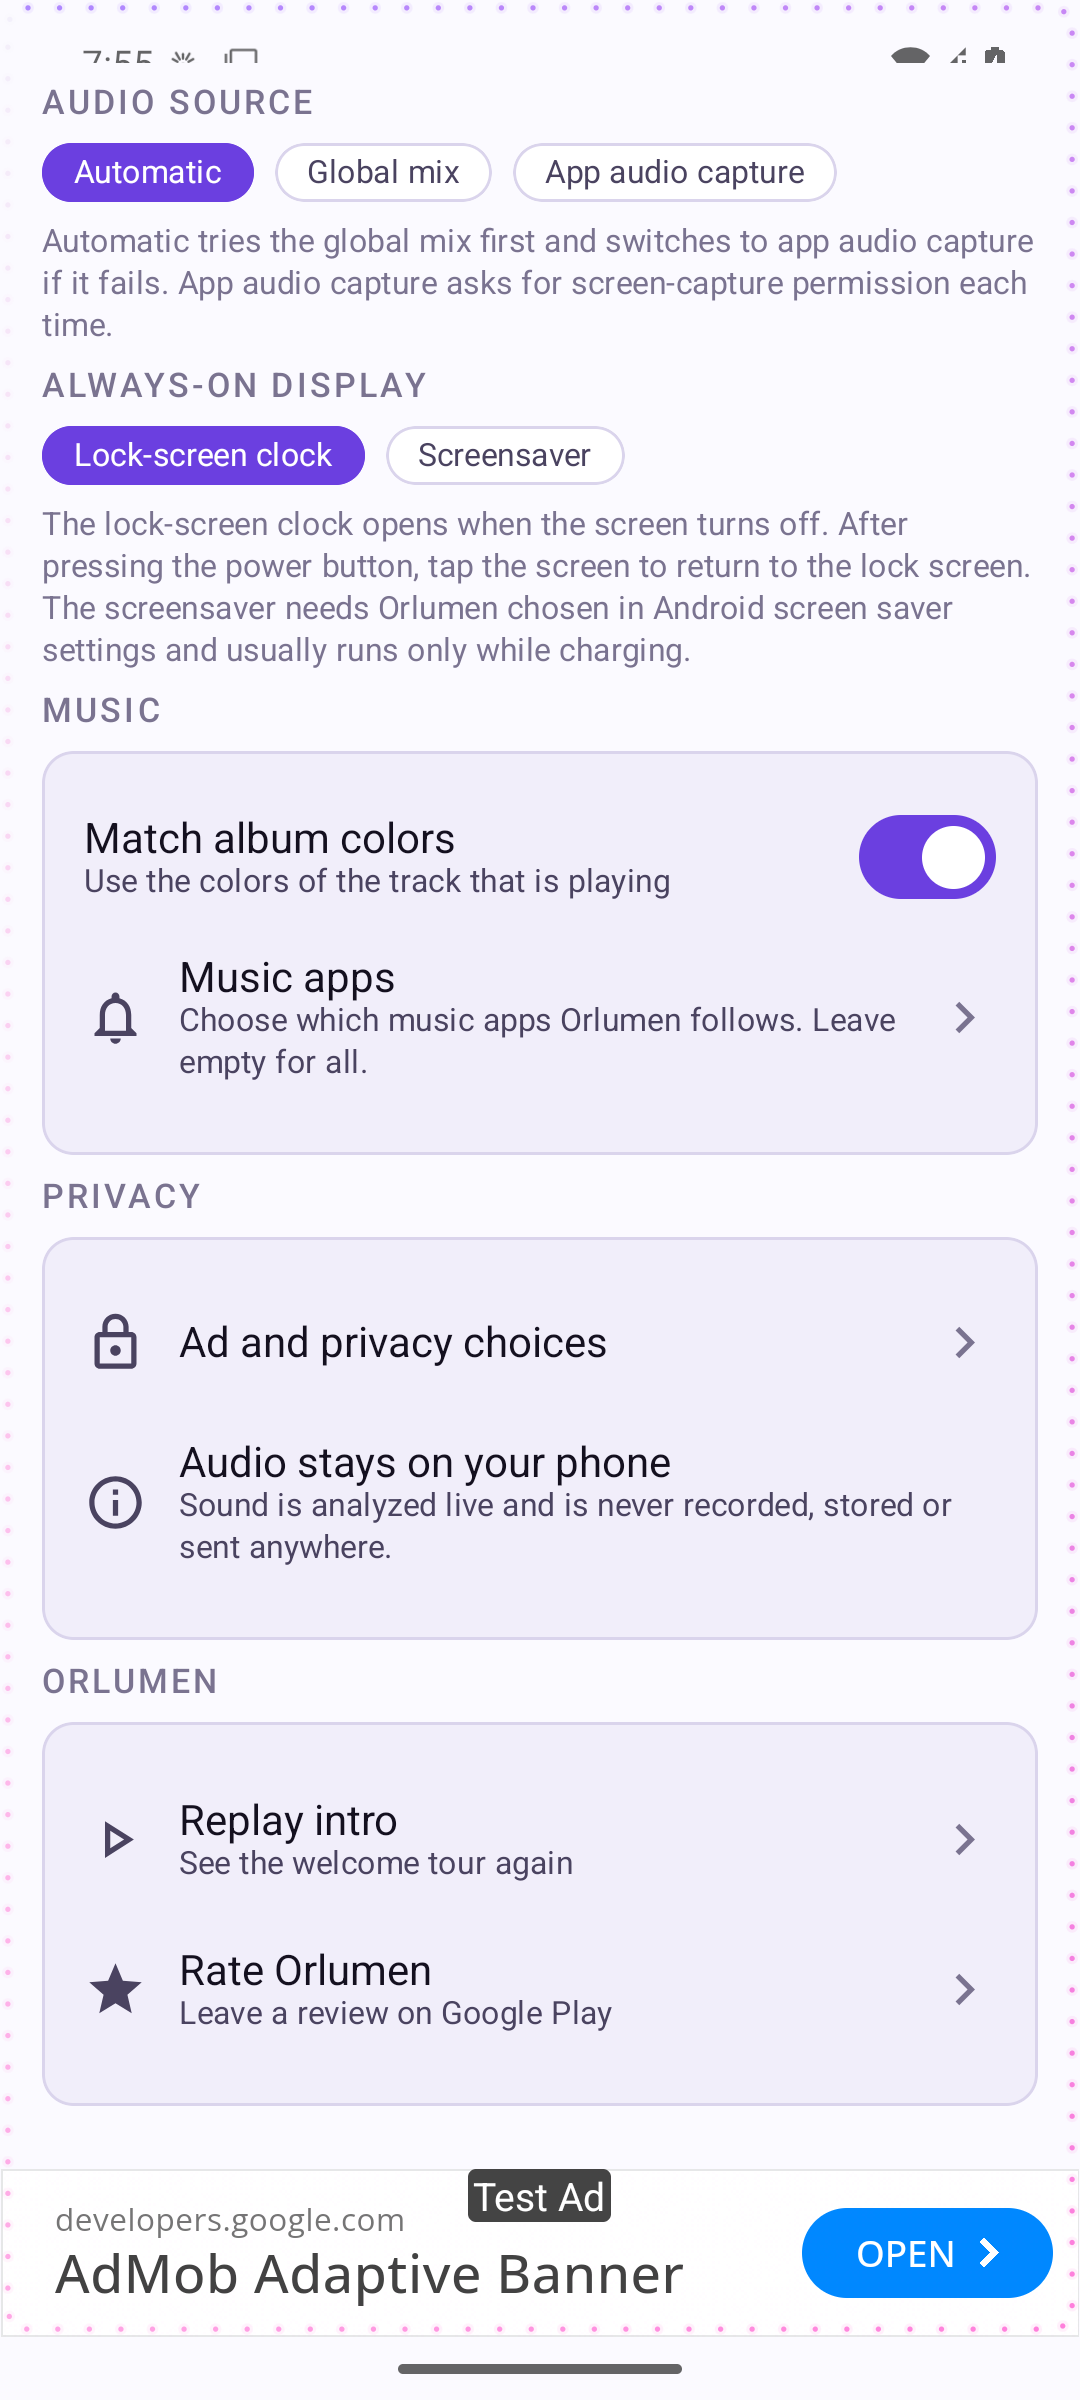 7:55
AUDIO SOURCE
Automatic
Global mix
App audio capture
Automatic tries the global mix first and switches to app audio capture
if it fails. App audio capture asks for screen-capture permission each
time.
ALWAYS-ON DISPLAY
Lock-screen clock
Screensaver
The lock-screen clock opens when the screen turns off. After
pressing the power button, tap the screen to return to the lock screen.
The screensaver needs Orlumen chosen in Android screen saver
settings and usually runs only while charging.
MUSIC
Match album colors
Use the colors of the track that is playing
Music apps
Choose which music apps Orlumen follows. Leave
empty for all.
PRIVACY
Ad and privacy choices
Audio stays on your phone
Sound is analyzed live and is never recorded, stored or
sent anywhere.
ORLUMEN
Replay intro
See the welcome tour again
Rate Orlumen
Leave a review on Google Play
Test Ad
developers.google.com
AdMob Adaptive Banner
OPEN